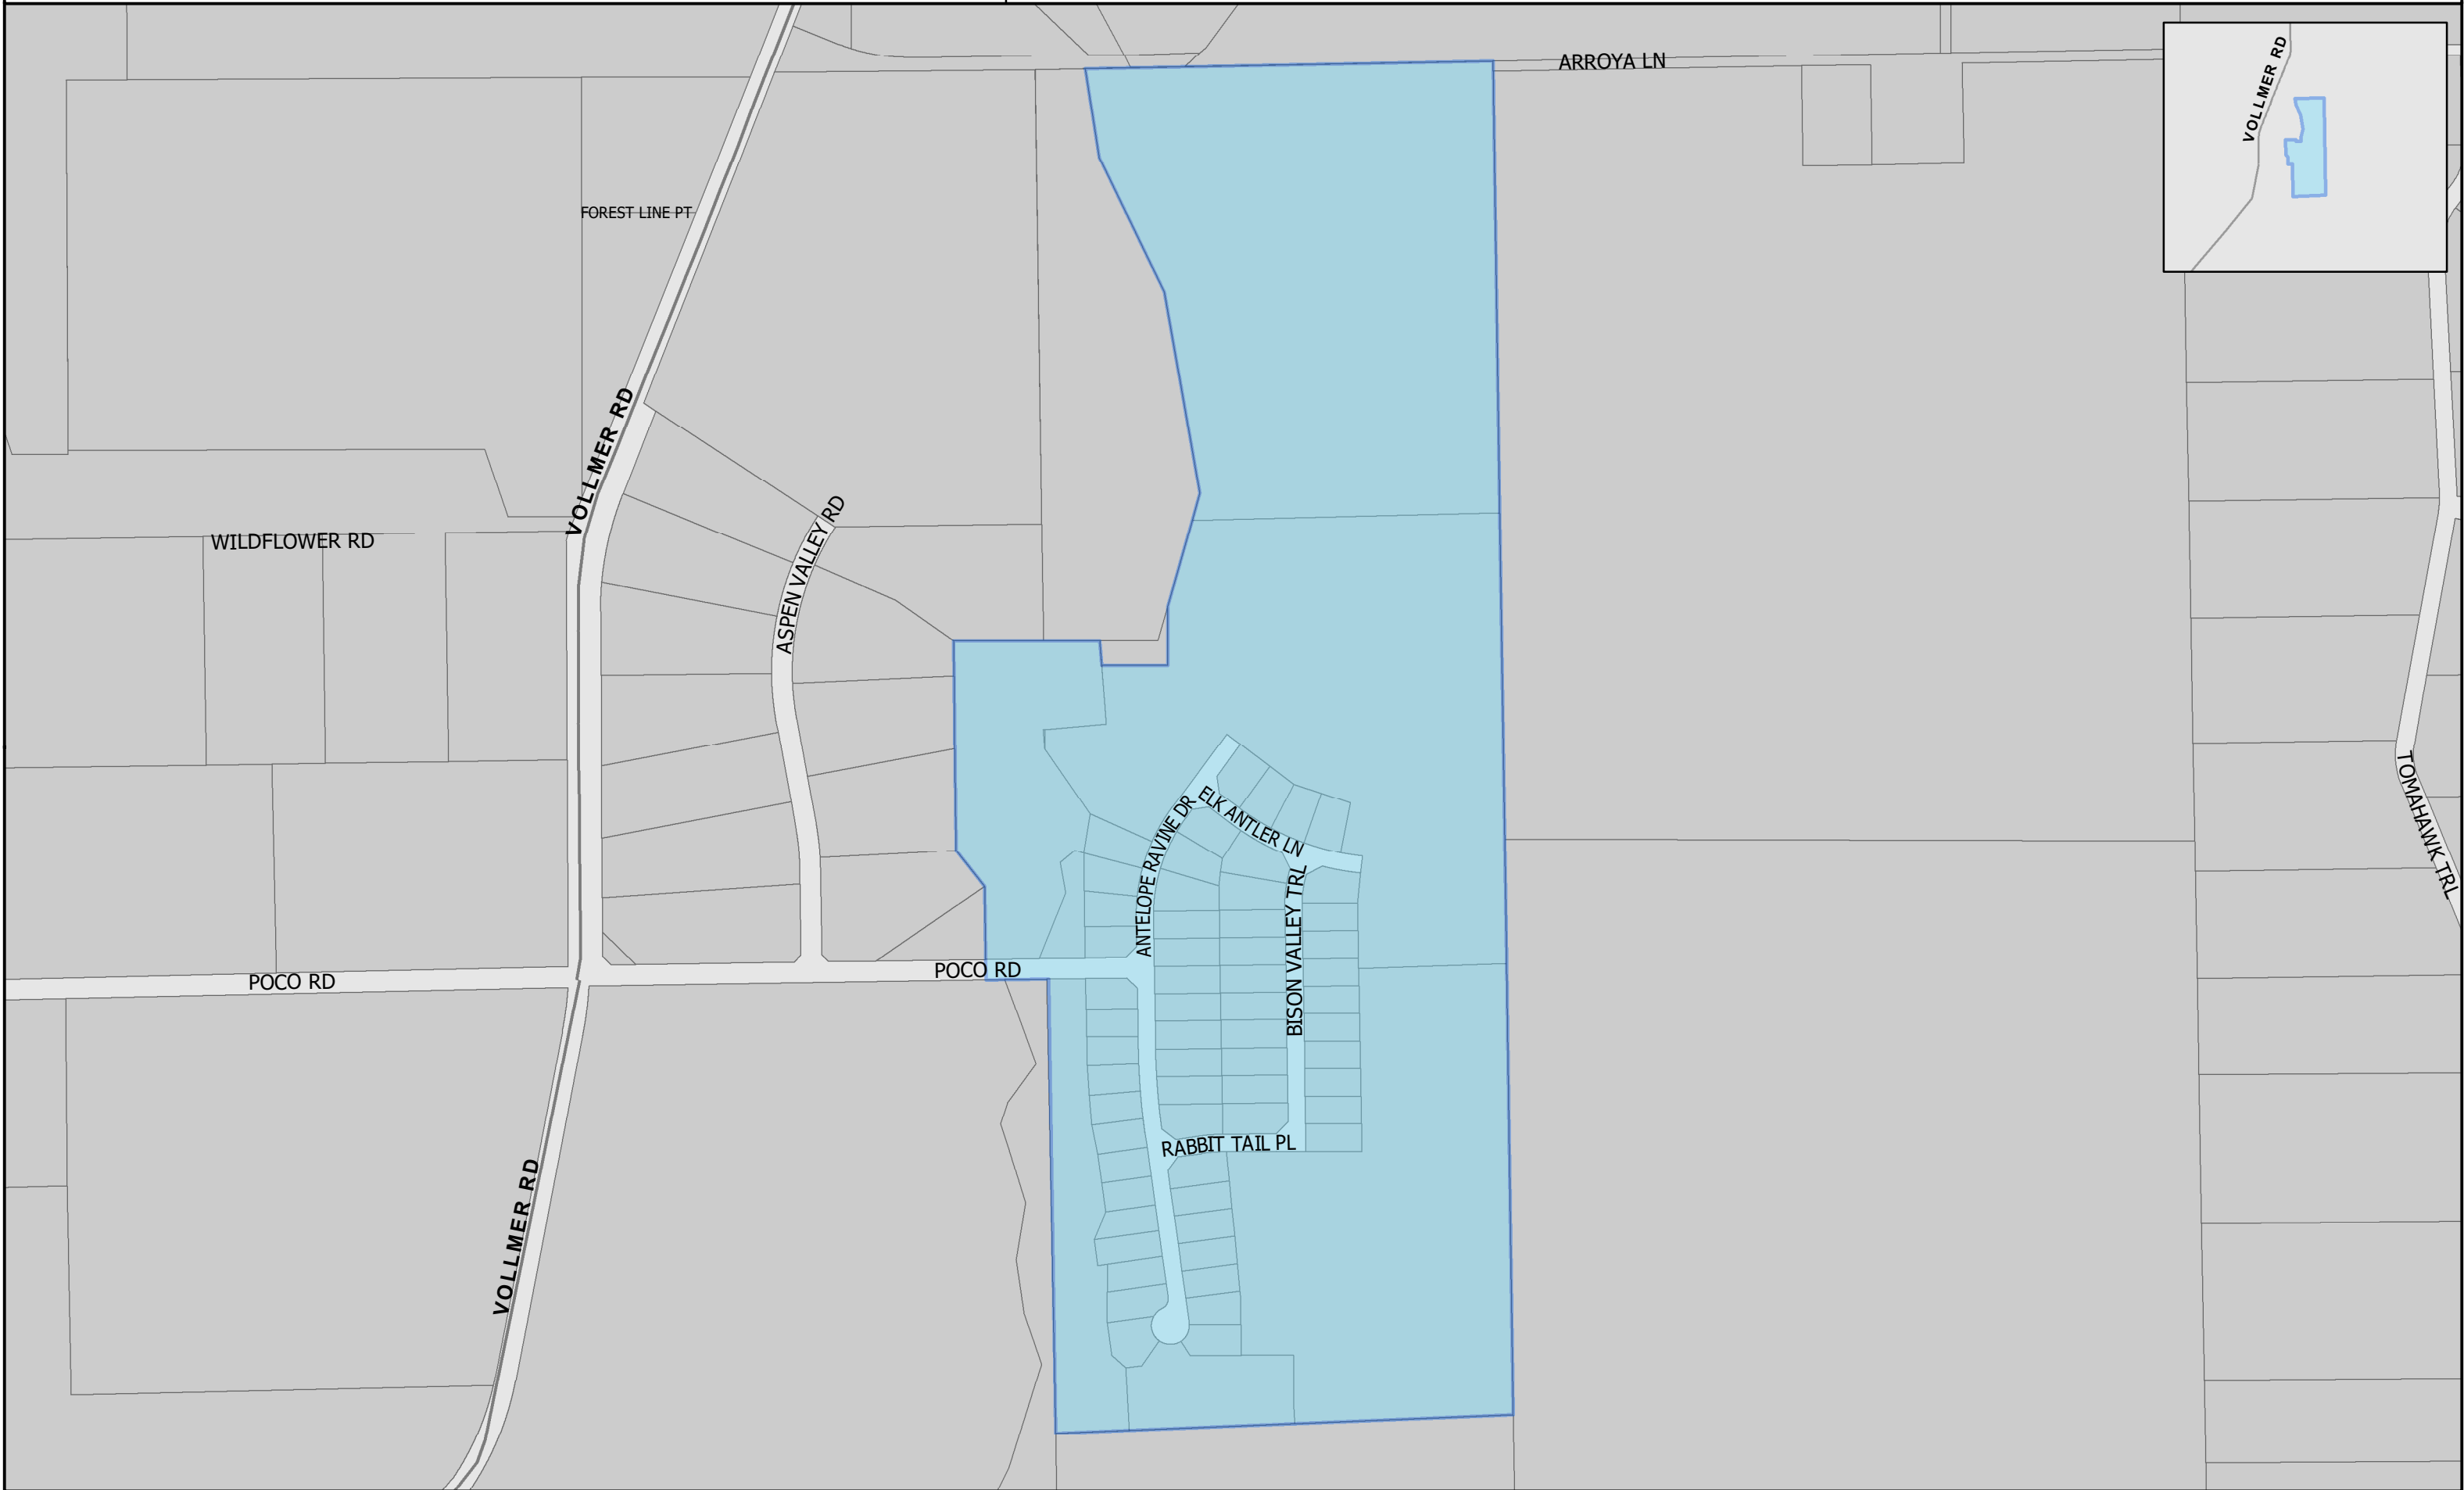 ARROYA LN
VOLLMER RD
FOREST LINE PT
VOLLMER RD
WILDFLOWER RD
ASPEN VALLEY RD
TOMAHAWK TRL
ELK ANTLER LN
ANTELOPE RAVINE DR
BISON VALLEY TRL
POCO RD
POCO RD
RABBIT TAIL PL
VOLLMER RD